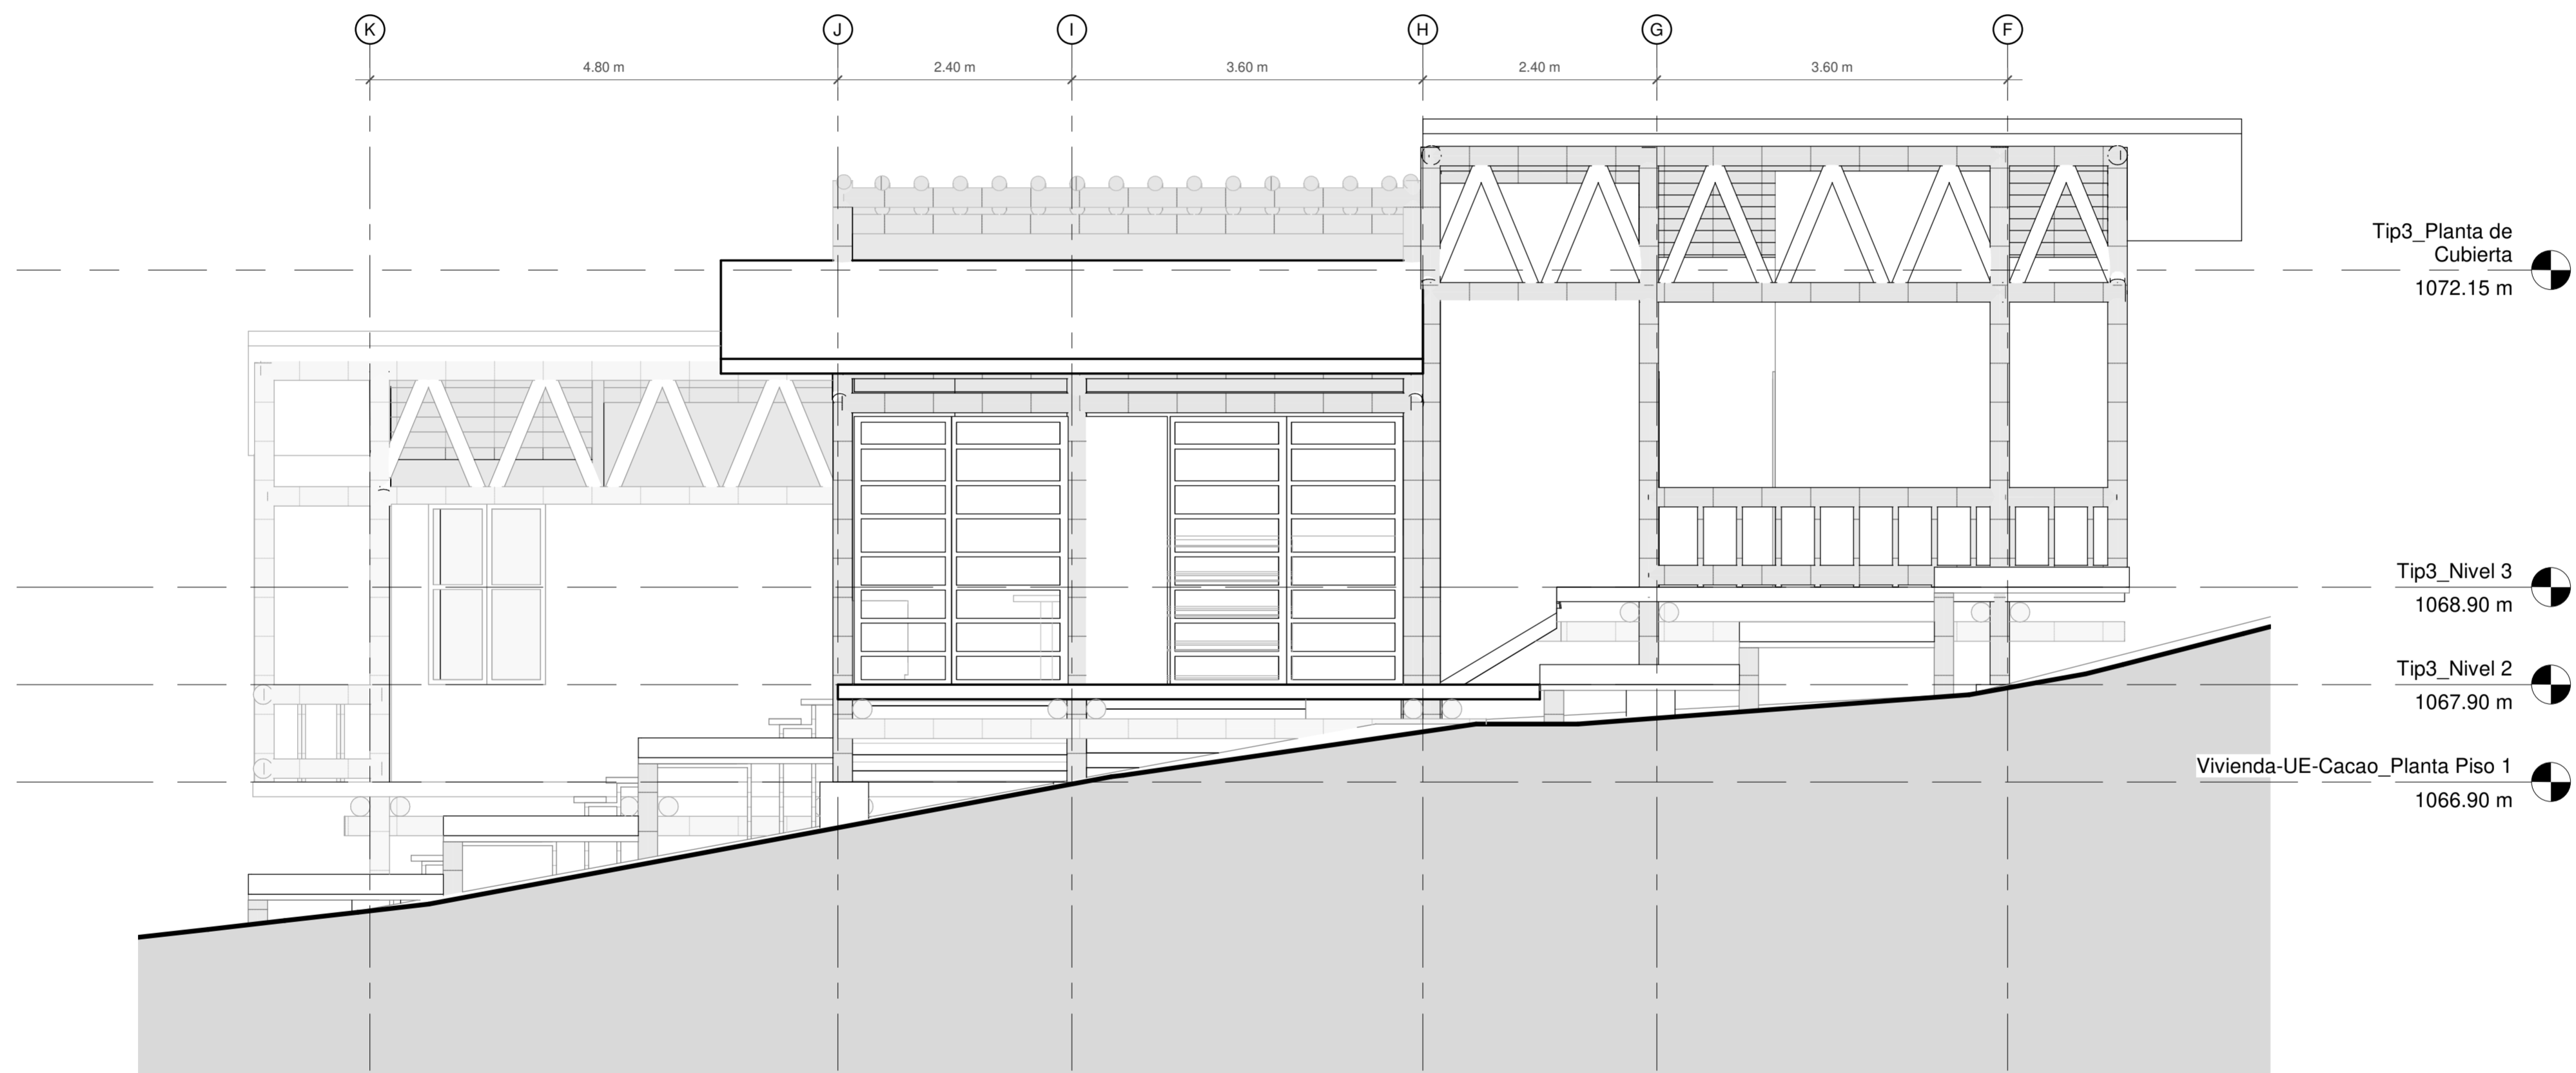 K J I H G F
4.80 m 2.40 m 3.60 m 2.40 m 3.60 m
Tip3_Planta de
Cubierta
1072.15 m
Tip3_Nivel 3
1068.90 m
Tip3_Nivel 2
1067.90 m
Vivienda-UE-Cacao_Planta Piso 1
1066.90 m